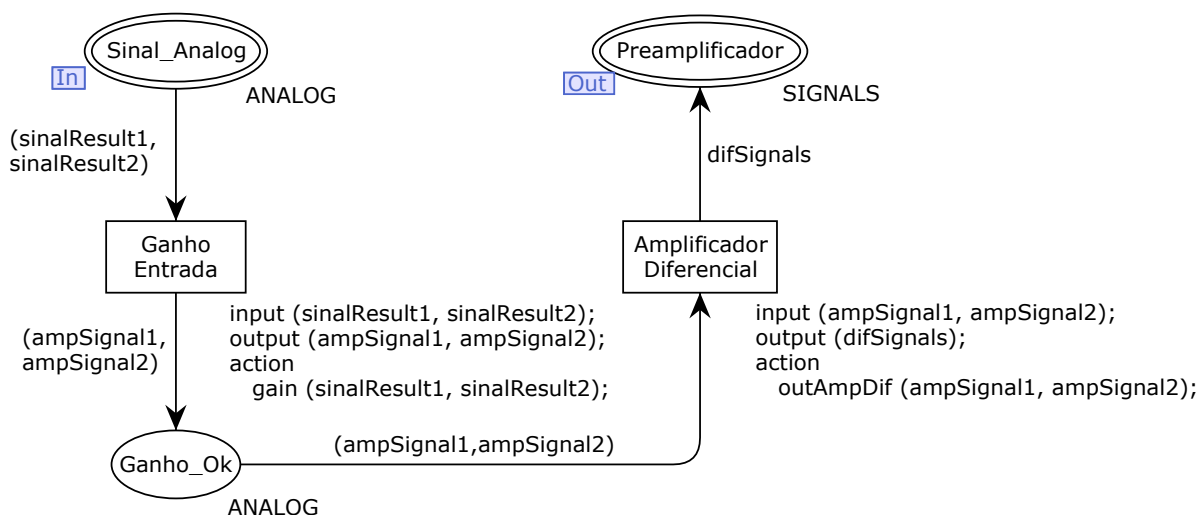 Sinal_Analog
In
ANALOG
(sinalResult1,
sinalResult2)
Ganho
Entrada
input (sinalResult1, sinalResult2);
output (ampSignal1, ampSignal2);
action
gain (sinalResult1, sinalResult2);
(ampSignal1,
ampSignal2)
Ganho_Ok
ANALOG
(ampSignal1,ampSignal2)
Amplificador
Diferencial
input (ampSignal1, ampSignal2);
output (difSignals);
action
outAmpDif (ampSignal1, ampSignal2);
difSignals
Preamplificador
Out
SIGNALS